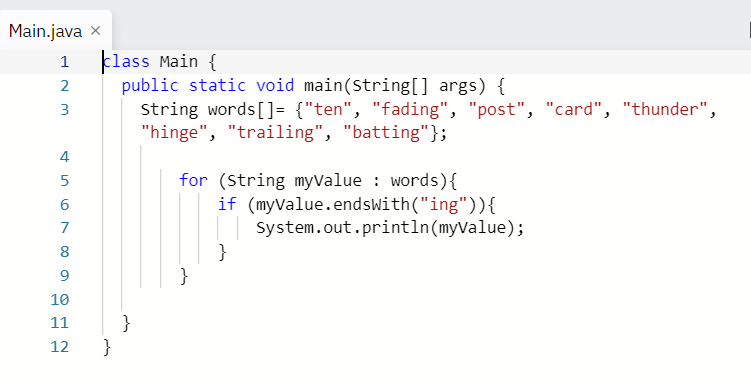 Main.java ×
1 class Main {
2 public static void main(String[] args) {
3 String words[]= {"ten", "fading", "post", "card", "thunder",
"hinge", "trailing", "batting"};
4
5 for (String myValue : words){
6 if (myValue.endsWith("ing")){
7 System.out.println(myValue);
8 }
9 }
10
11 }
12 }